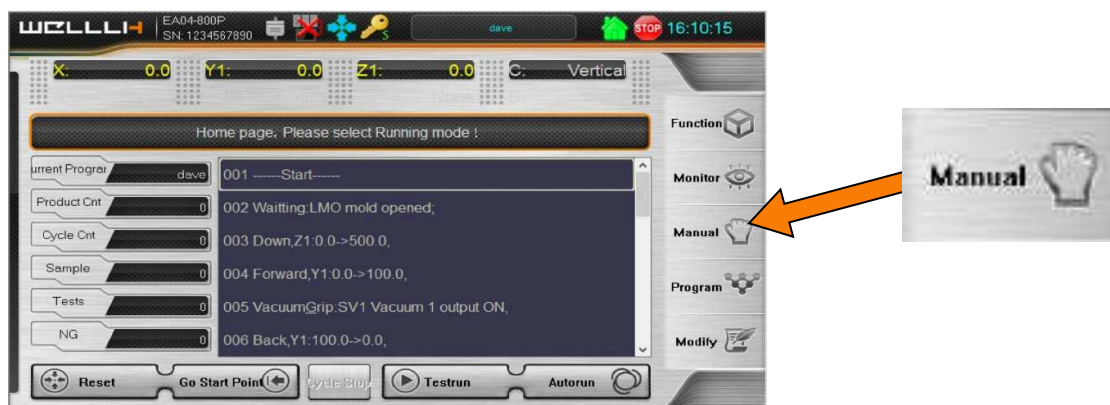 WELLLI
EA04-800P
SN: 1234567890
S
dave
STOP
16:10:15
X: 0.0
Y1: 0.0
Z1: 0.0
C: Vertical
Home page, Please select Running mode !
Function
urrent Prograr
dave
001 ------Start------
Monitor
Manual
Product Cnt
0
002 Waitting:LMO mold opened;
Cycle Cnt
0
003 Down,Z1:0.0->500.0,
Manual
Sample
0
004 Forward,Y1:0.0->100.0,
Program
Tests
0
005 VacuumGrip:SV1 Vacuum 1 output ON,
NG
0
006 Back,Y1:100.0->0.0,
Modify
Reset
Go Start Point
Cycle Stop
Testrun
Autorun